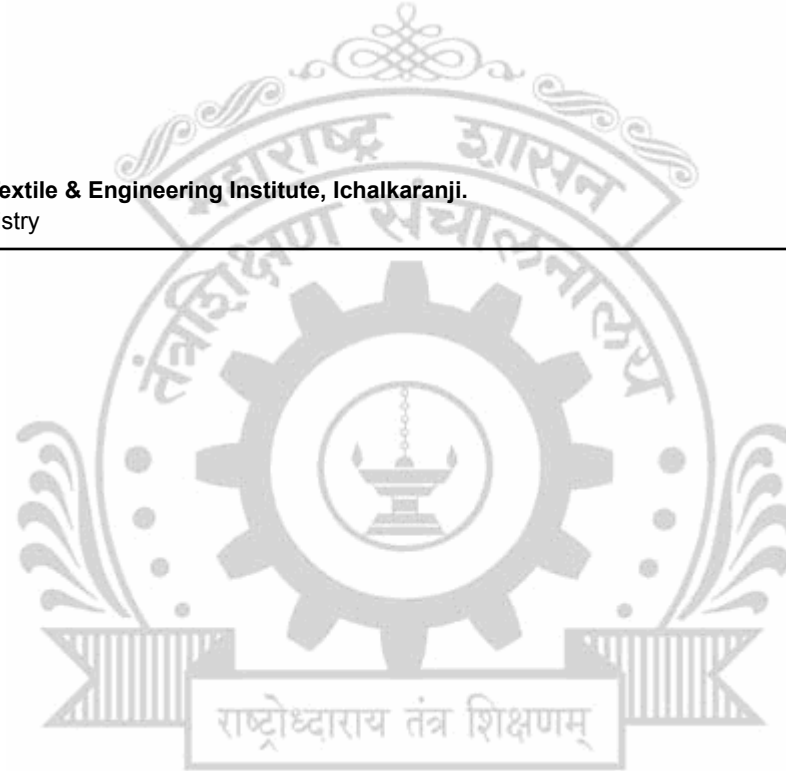 महाराष्ट्र शासन
extile & Engineering Institute, Ichalkaranji.
stry
तंत्रशिक्षण संचालनालय
राष्ट्रोध्दाराय तंत्र शिक्षणम्